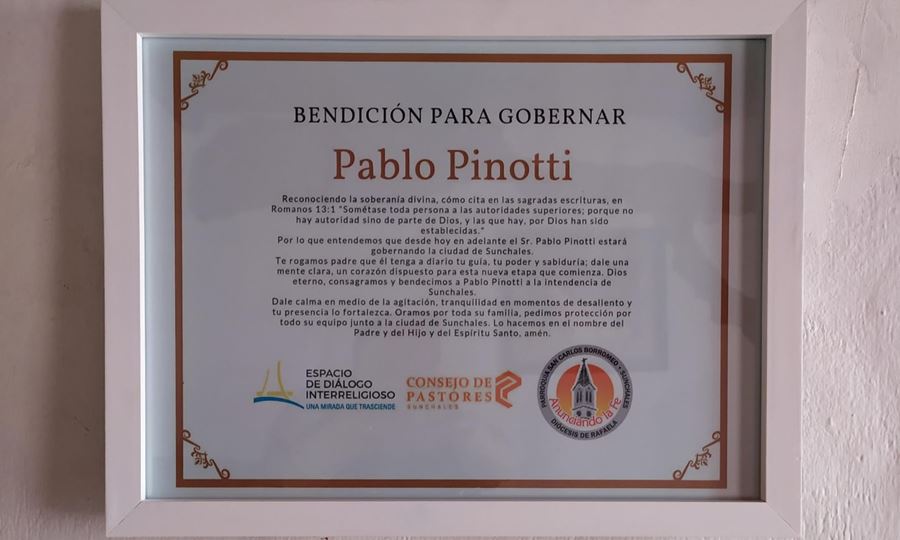 BENDICIÓN PARA GOBERNAR
Pablo Pinotti
Reconociendo la soberanía divina, cómo cita en las sagradas escrituras, en
Romanos 13:1 "Sométase toda persona a las autoridades superiores; porque no
hay autoridad sino de parte de Dios, y las que hay, por Dios han sido
establecidas."
Por lo que entendemos que desde hoy en adelante el Sr. Pablo Pinotti estará
gobernando la ciudad de Sunchales.
Te rogamos padre que él tenga a diario tu guía, tu poder y sabiduría; dale una
mente clara, un corazón dispuesto para esta nueva etapa que comienza. Dios
eterno, consagramos y bendecimos a Pablo Pinotti a la intendencia de
Sunchales.
Dale calma en medio de la agitación, tranquilidad en momentos de desaliento y
tu presencia lo fortalezca. Oramos por toda su familia, pedimos protección por
todo su equipo junto a la ciudad de Sunchales. Lo hacemos en el nombre del
Padre y del Hijo y del Espíritu Santo, amén.
ESPACIO
DE DIÁLOGO
INTERRELIGIOSO
UNA MIRADA QUE TRASCIENDE
CONSEJO DE
PASTORES
SUNCHALES
PARROQUIA SAN CARLOS BORROMEO • SUNCHALES
Anunciando la Fe
DIÓCESIS DE RAFAELA